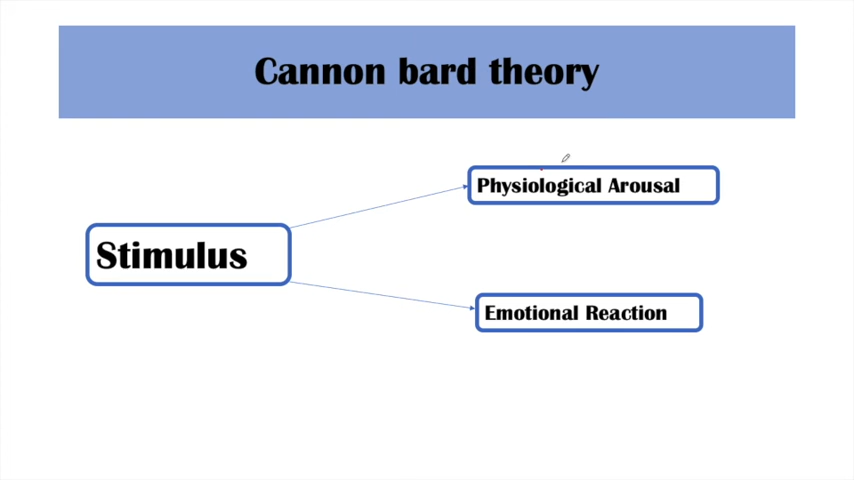 Cannon bard theory
Physiological Arousal
Stimulus
Emotional Reaction